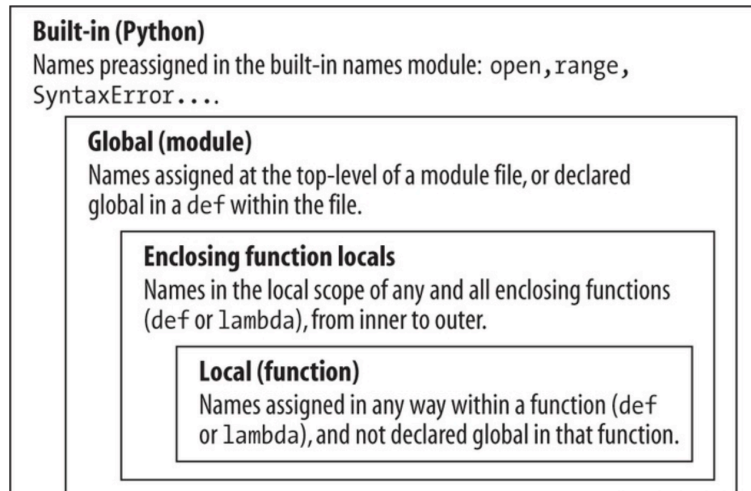 Built-in (Python)
Names preassigned in the built-in names module: open, range,
SyntaxError....
Global (module)
Names assigned at the top-level of a module file, or declared
global in a def within the file.
Enclosing function locals
Names in the local scope of any and all enclosing functions
(def or lambda), from inner to outer.
Local (function)
Names assigned in any way within a function (def
or lambda), and not declared global in that function.